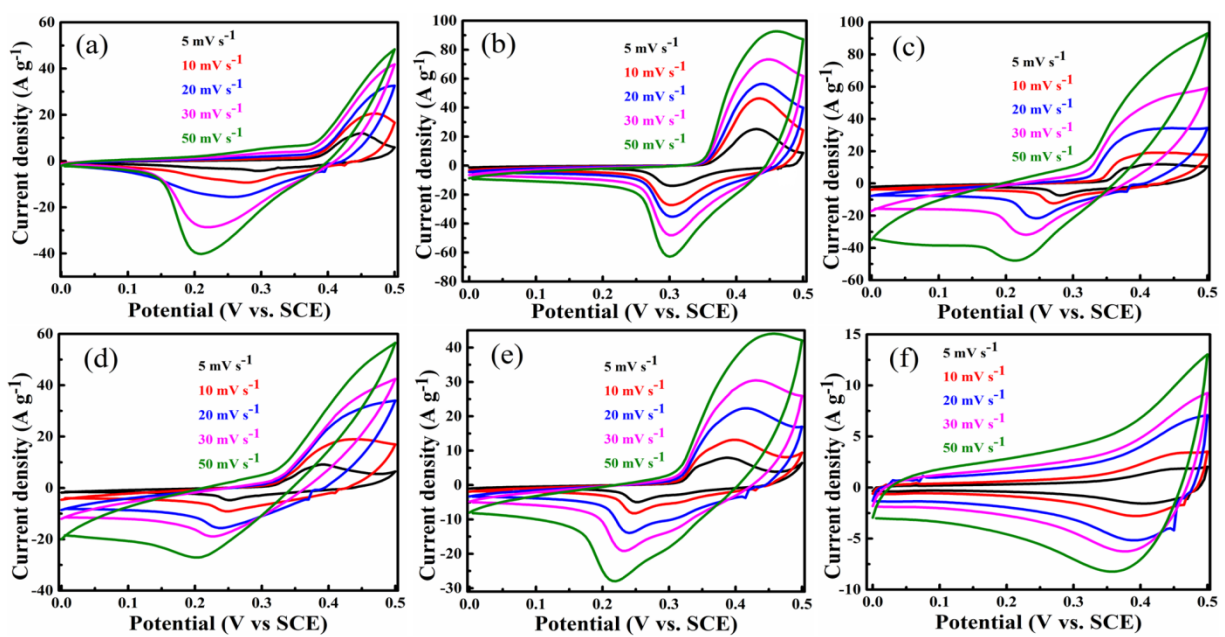 (a)
5 mV s⁻¹
10 mV s⁻¹
20 mV s⁻¹
30 mV s⁻¹
50 mV s⁻¹
Current density (A g⁻¹)
60
40
20
0
-20
-40
0.0 0.1 0.2 0.3 0.4 0.5
Potential (V vs. SCE)
(b)
5 mV s⁻¹
10 mV s⁻¹
20 mV s⁻¹
30 mV s⁻¹
50 mV s⁻¹
Current density (A g⁻¹)
100
80
60
40
20
0
-20
-40
-60
-80
0.0 0.1 0.2 0.3 0.4 0.5
Potential (V vs. SCE)
(c)
5 mV s⁻¹
10 mV s⁻¹
20 mV s⁻¹
30 mV s⁻¹
50 mV s⁻¹
Current density (A g⁻¹)
100
80
60
40
20
0
-20
-40
-60
0.0 0.1 0.2 0.3 0.4 0.5
Potential (V vs. SCE)
(d)
5 mV s⁻¹
10 mV s⁻¹
20 mV s⁻¹
30 mV s⁻¹
50 mV s⁻¹
Current density (A g⁻¹)
60
40
20
0
-20
-40
0.0 0.1 0.2 0.3 0.4 0.5
Potential (V vs SCE)
(e)
5 mV s⁻¹
10 mV s⁻¹
20 mV s⁻¹
30 mV s⁻¹
50 mV s⁻¹
Current density (A g⁻¹)
40
30
20
10
0
-10
-20
-30
0.0 0.1 0.2 0.3 0.4 0.5
Potential (V vs. SCE)
(f)
5 mV s⁻¹
10 mV s⁻¹
20 mV s⁻¹
30 mV s⁻¹
50 mV s⁻¹
Current density (A g⁻¹)
15
10
5
0
-5
-10
0.0 0.1 0.2 0.3 0.4 0.5
Potential (V vs. SCE)